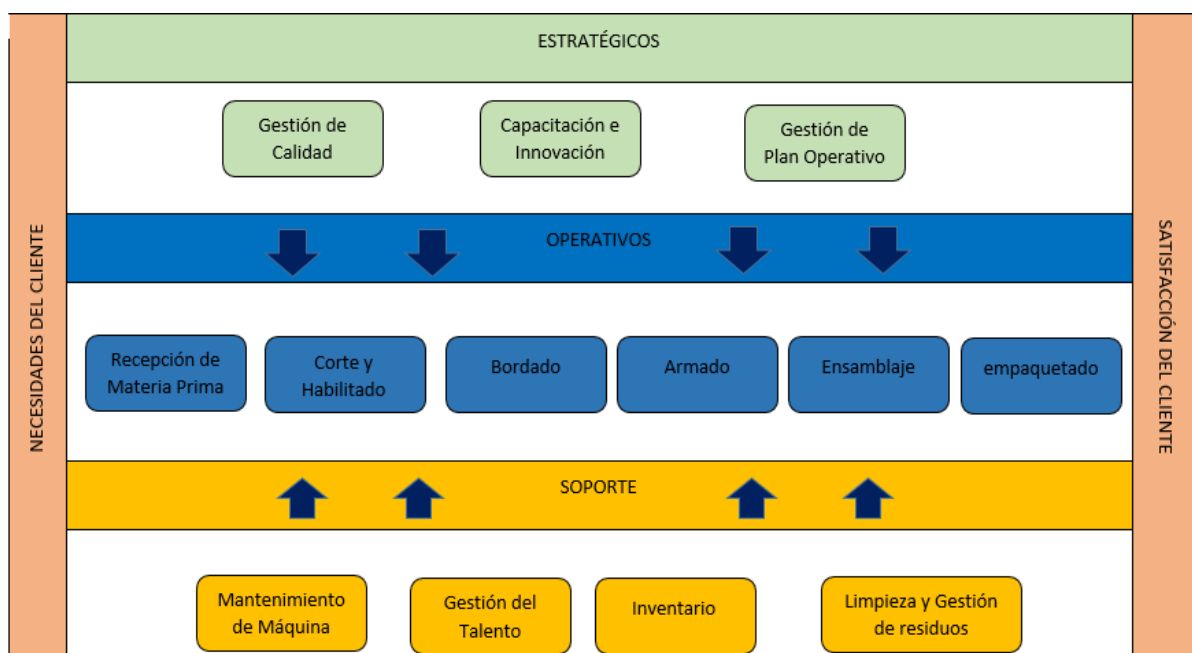 NECESIDADES DEL CLIENTE
ESTRATÉGICOS
Gestión de
Calidad
Capacitación e
Innovación
Gestión de
Plan Operativo
OPERATIVOS
Recepción de
Materia Prima
Corte y
Habilitado
Bordado
Armado
Ensamblaje
empaquetado
SOPORTE
Mantenimiento
de Máquina
Gestión del
Talento
Inventario
Limpieza y Gestión
de residuos
SATISFACCIÓN DEL CLIENTE